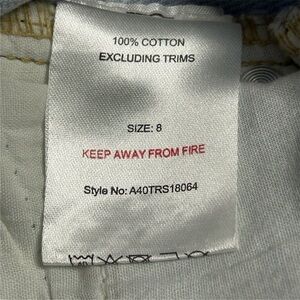 100% COTTON
EXCLUDING TRIMS
SIZE: 8
KEEP AWAY FROM FIRE
Style No: A40TRS18064